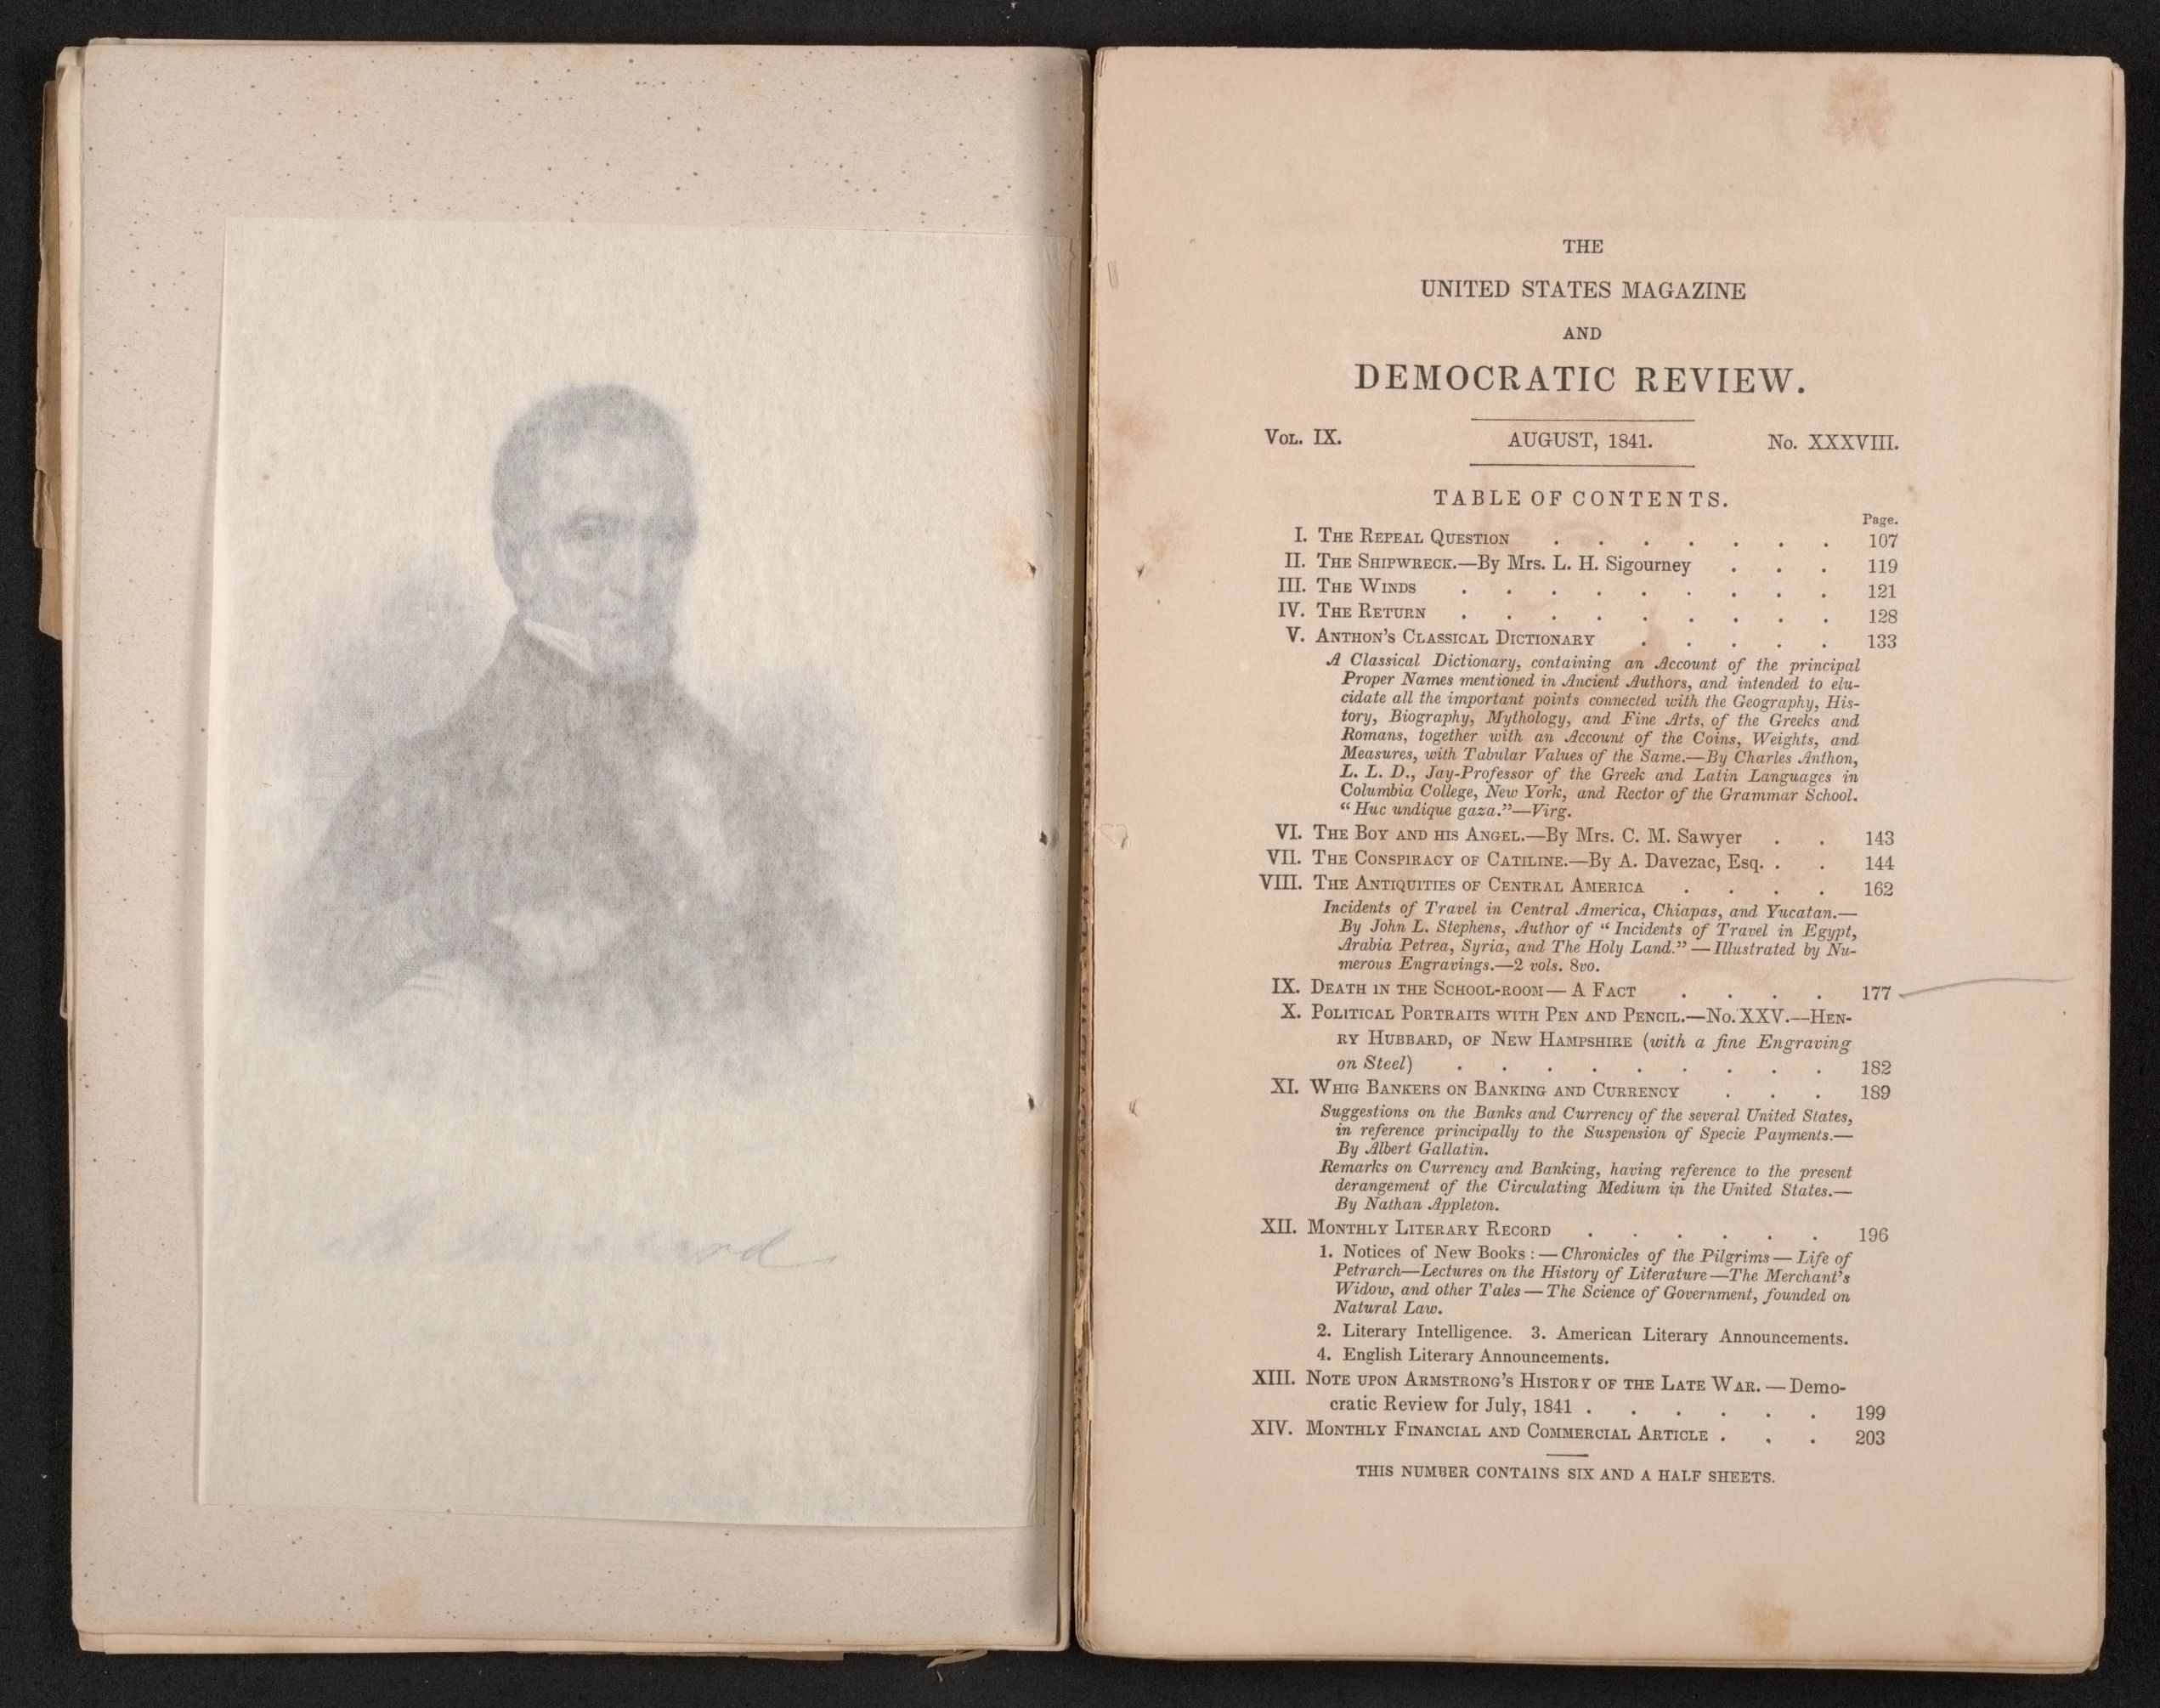 THE
UNITED STATES MAGAZINE
AND
DEMOCRATIC REVIEW.
VOL. IX. AUGUST, 1841. No. XXXVIII.
TABLE OF CONTENTS.
Page.
I. THE REPEAL QUESTION . . . . . . . 107
II. THE SHIPWRECK.—By Mrs. L. H. Sigourney . . . 119
III. THE WINDS . . . . . . . . . 121
IV. THE RETURN . . . . . . . . . 128
V. ANTHON'S CLASSICAL DICTIONARY . . . . . 133
A Classical Dictionary, containing an Account of the principal
Proper Names mentioned in Ancient Authors, and intended to elu-
cidate all the important points connected with the Geography, His-
tory, Biography, Mythology, and Fine Arts, of the Greeks and
Romans, together with an Account of the Coins, Weights, and
Measures, with Tabular Values of the Same.—By Charles Anthon,
L. L. D., Jay-Professor of the Greek and Latin Languages in
Columbia College, New York, and Rector of the Grammar School.
“Huc undique gaza.”—Virg.
VI. THE BOY AND HIS ANGEL.—By Mrs. C. M. Sawyer . . 143
VII. THE CONSPIRACY OF CATILINE.—By A. Davezac, Esq. . . 144
VIII. THE ANTIQUITIES OF CENTRAL AMERICA . . . . 162
Incidents of Travel in Central America, Chiapas, and Yucatan.—
By John L. Stephens, Author of “Incidents of Travel in Egypt,
Arabia Petrea, Syria, and The Holy Land.”—Illustrated by Nu-
merous Engravings.—2 vols. 8vo.
IX. DEATH IN THE SCHOOL-ROOM—A FACT . . . . 177
X. POLITICAL PORTRAITS WITH PEN AND PENCIL.—No. XXV.—HEN-
RY HUBBARD, OF NEW HAMPSHIRE (with a fine Engraving
on Steel) . . . . . . . . . 182
XI. WHIG BANKERS ON BANKING AND CURRENCY . . . 189
Suggestions on the Banks and Currency of the several United States,
in reference principally to the Suspension of Specie Payments.—
By Albert Gallatin.
Remarks on Currency and Banking, having reference to the present
derangement of the Circulating Medium in the United States.—
By Nathan Appleton.
XII. MONTHLY LITERARY RECORD . . . . . . 196
1. Notices of New Books :—Chronicles of the Pilgrims—Life of
Petrarch—Lectures on the History of Literature—The Merchant's
Widow, and other Tales—The Science of Government, founded on
Natural Law.
2. Literary Intelligence. 3. American Literary Announcements.
4. English Literary Announcements.
XIII. NOTE UPON ARMSTRONG'S HISTORY OF THE LATE WAR.—Demo-
cratic Review for July, 1841 . . . . . . 199
XIV. MONTHLY FINANCIAL AND COMMERCIAL ARTICLE . . . 203
THIS NUMBER CONTAINS SIX AND A HALF SHEETS.